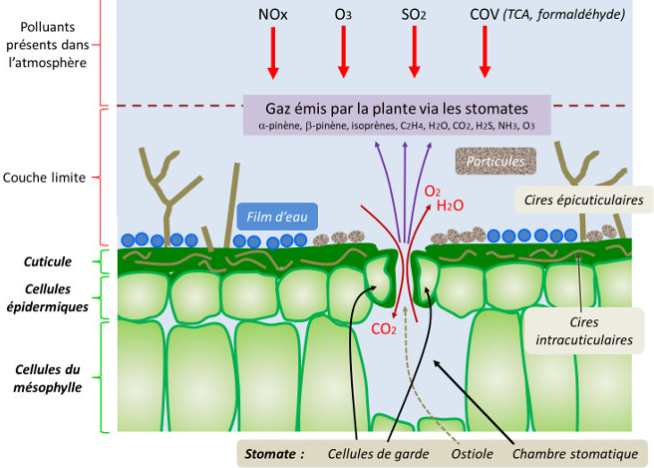 Polluants
présents dans
l'atmosphère
NOx
O3
SO2
COV (TCA, formaldéhyde)
Gaz émis par la plante via les stomates
α-pinène, β-pinène, isoprènes, C2H4, H2O, CO2, H2S, NH3, O3
Couche limite
Particules
O2
H2O
Cires épicuticulaires
Film d'eau
Cuticule
Cellules
épidermiques
CO2
Cires
intracuticulaires
Cellules du
mésophylle
Stomate : Cellules de garde Ostiole Chambre stomatique